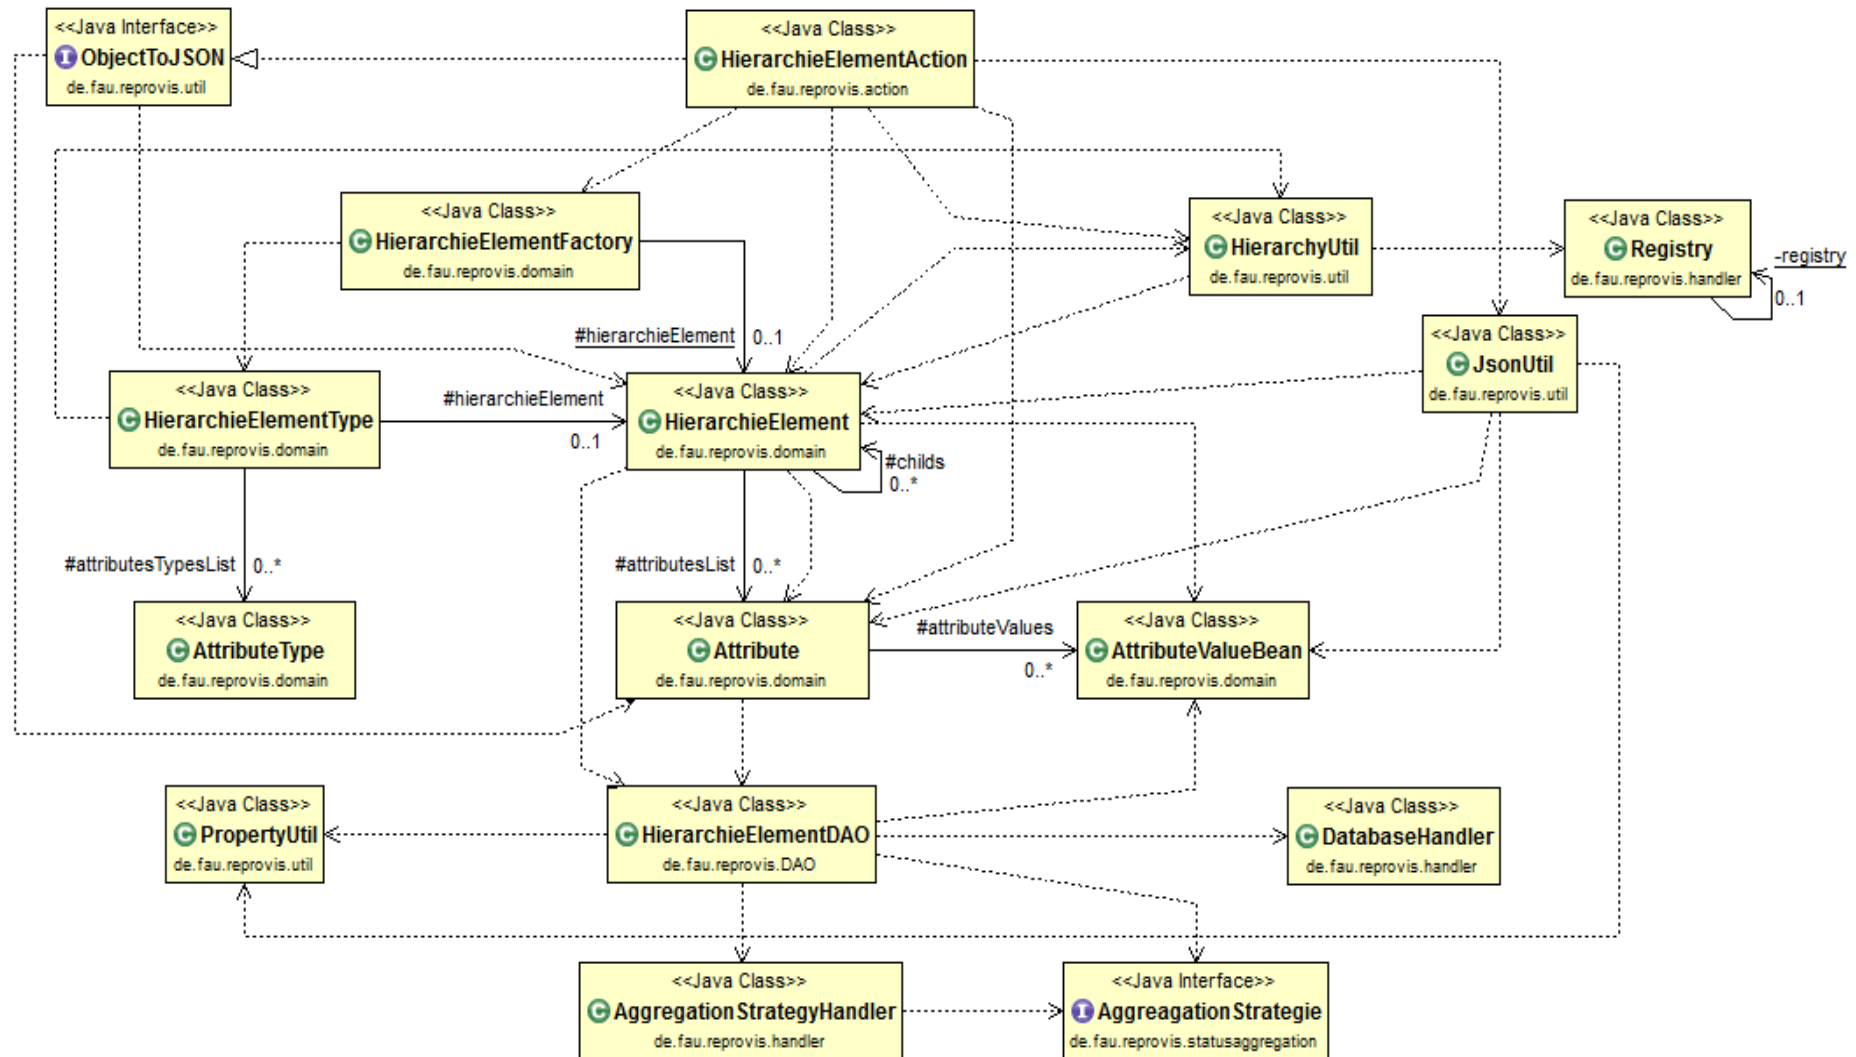 <<Java Interface>>
ObjectToJSON
de.fau.reprovis.util
<<Java Class>>
HierarchieElementAction
de.fau.reprovis.action
<<Java Class>>
HierarchieElementFactory
de.fau.reprovis.domain
<<Java Class>>
HierarchyUtil
de.fau.reprovis.util
<<Java Class>>
Registry
de.fau.reprovis.handler
-registry
0..1
#hierarchieElement
0..1
<<Java Class>>
JsonUtil
de.fau.reprovis.util
<<Java Class>>
HierarchieElementType
de.fau.reprovis.domain
#hierarchieElement
0..1
<<Java Class>>
HierarchieElement
de.fau.reprovis.domain
#childs
0..*
#attributesTypesList
0..*
#attributesList
0..*
<<Java Class>>
AttributeType
de.fau.reprovis.domain
<<Java Class>>
Attribute
de.fau.reprovis.domain
#attributeValues
0..*
<<Java Class>>
AttributeValueBean
de.fau.reprovis.domain
<<Java Class>>
PropertyUtil
de.fau.reprovis.util
<<Java Class>>
HierarchieElementDAO
de.fau.reprovis.DAO
<<Java Class>>
DatabaseHandler
de.fau.reprovis.handler
<<Java Class>>
AggregationStrategyHandler
de.fau.reprovis.handler
<<Java Interface>>
AggreagationStrategie
de.fau.reprovis.statusaggregation